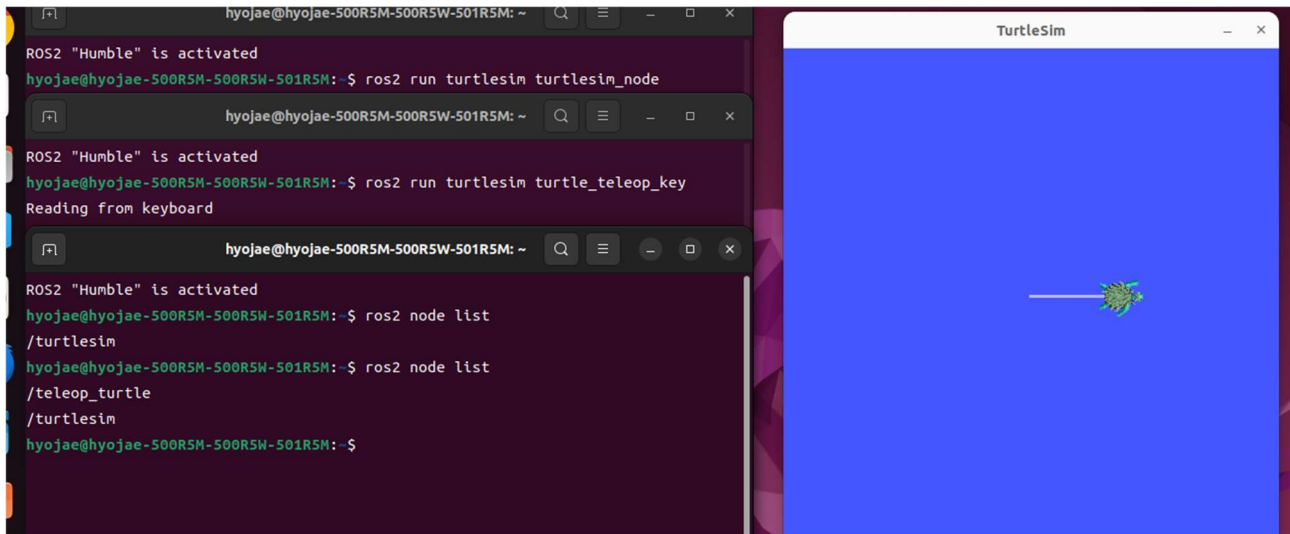 hyojae@hyojae-500R5M-500R5W-501R5M: ~
ROS2 "Humble" is activated
hyojae@hyojae-500R5M-500R5W-501R5M:~$ ros2 run turtlesim turtlesim_node
hyojae@hyojae-500R5M-500R5W-501R5M: ~
ROS2 "Humble" is activated
hyojae@hyojae-500R5M-500R5W-501R5M:~$ ros2 run turtlesim turtle_teleop_key
Reading from keyboard
hyojae@hyojae-500R5M-500R5W-501R5M: ~
ROS2 "Humble" is activated
hyojae@hyojae-500R5M-500R5W-501R5M:~$ ros2 node list
/turtlesim
hyojae@hyojae-500R5M-500R5W-501R5M:~$ ros2 node list
/teleop_turtle
/turtlesim
hyojae@hyojae-500R5M-500R5W-501R5M:~$
TurtleSim